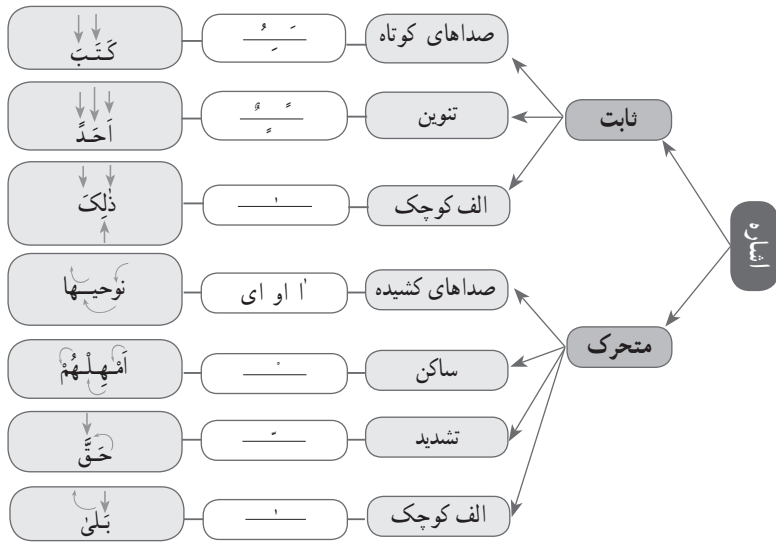 اشاره
ثابت
صداهای کوتاه
ـَـ ـِـ ـُـ
کَتَبَ
تنوین
ـًـ ـٍـ ـٌـ
اَحَدً
الف کوچک
ـٰـ
ذٰلِکَ
متحرک
صداهای کشیده
ٰا او ای
نوحیـها
ساکن
ـْـ
اَمْهِلْهُمْ
تشدید
ـّـ
حَقَّ
الف کوچک
ـٰـ
بَلیٰ